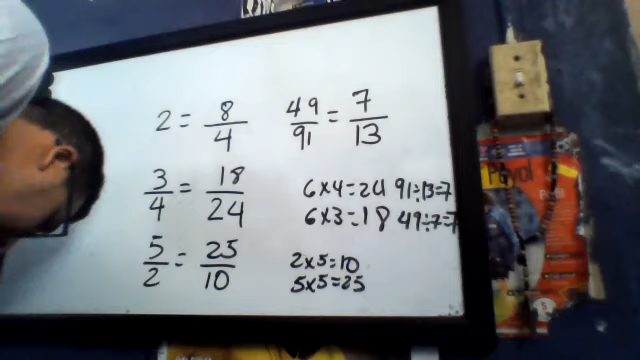 2 = 8/4
49/91 = 7/13
3/4 = 18/24
6x4=24 91÷13=7
6x3=18 49÷7=7
5/2 = 25/10
2x5=10
5x5=25
Payol